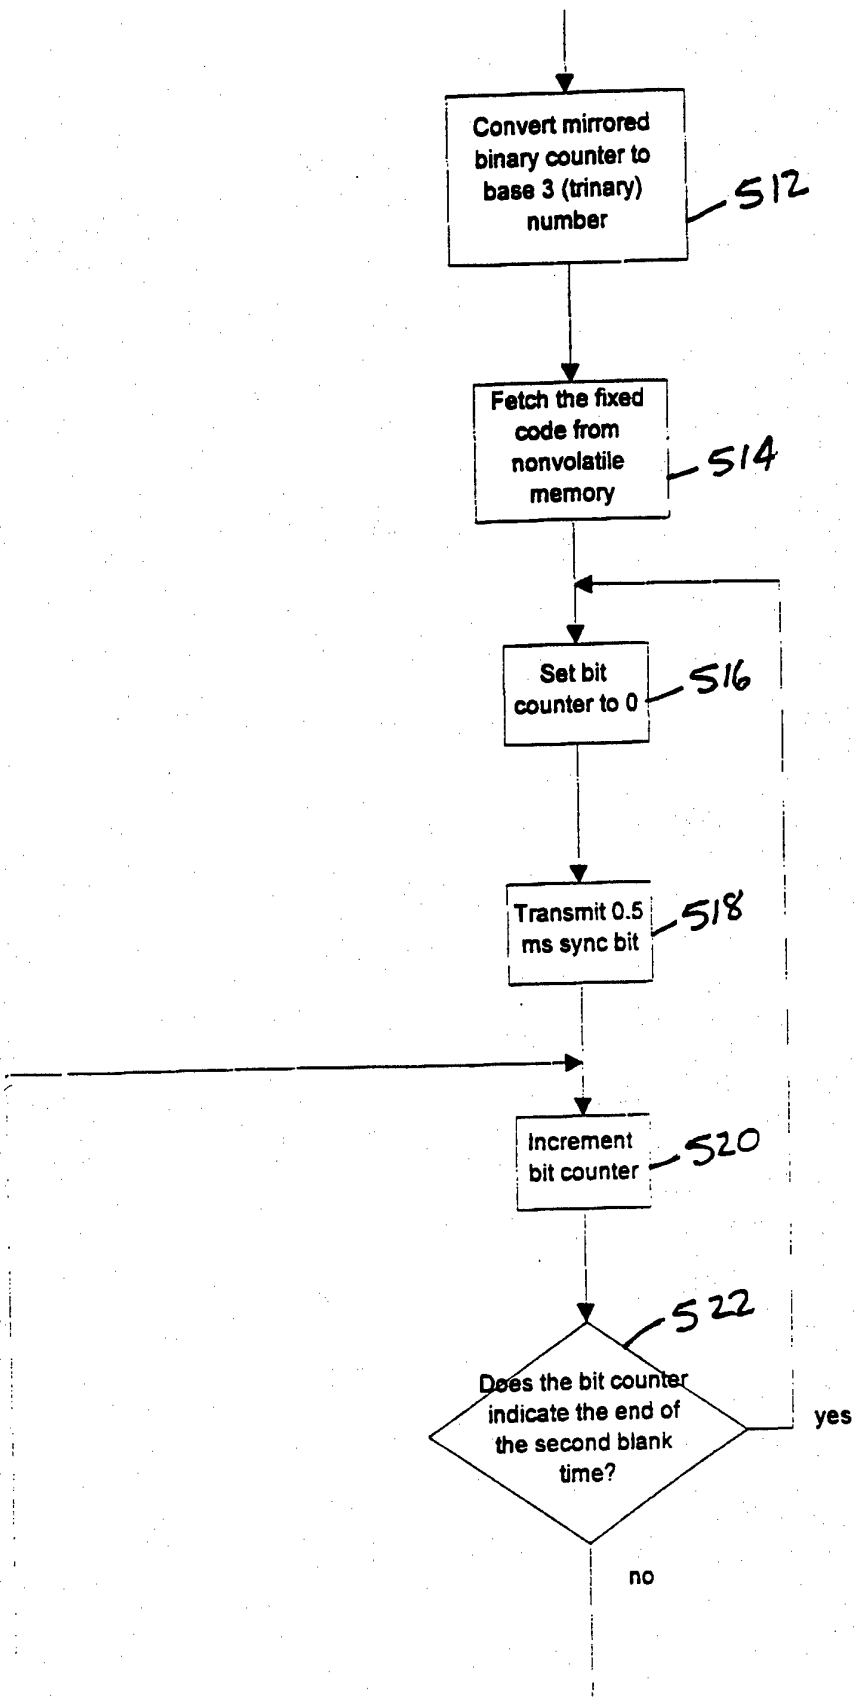 Convert mirrored
binary counter to
base 3 (trinary)
number
512
Fetch the fixed
code from
nonvolatile
memory
514
Set bit
counter to 0
516
Transmit 0.5
ms sync bit
518
Increment
bit counter
520
522
Does the bit counter
indicate the end of
the second blank
time?
yes
no